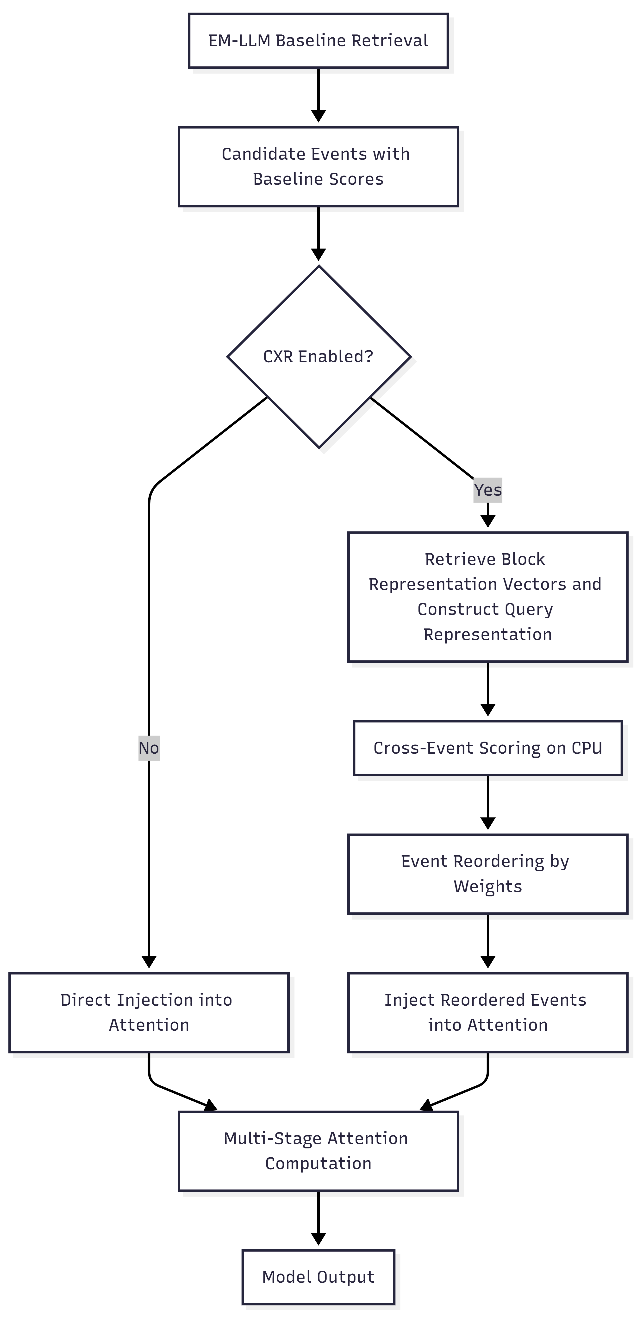 EM-LLM Baseline Retrieval
Candidate Events with
Baseline Scores
CXR Enabled?
Yes
Retrieve Block
Representation Vectors and
Construct Query
Representation
No
Cross-Event Scoring on CPU
Event Reordering by
Weights
Direct Injection into
Attention
Inject Reordered Events
into Attention
Multi-Stage Attention
Computation
Model Output